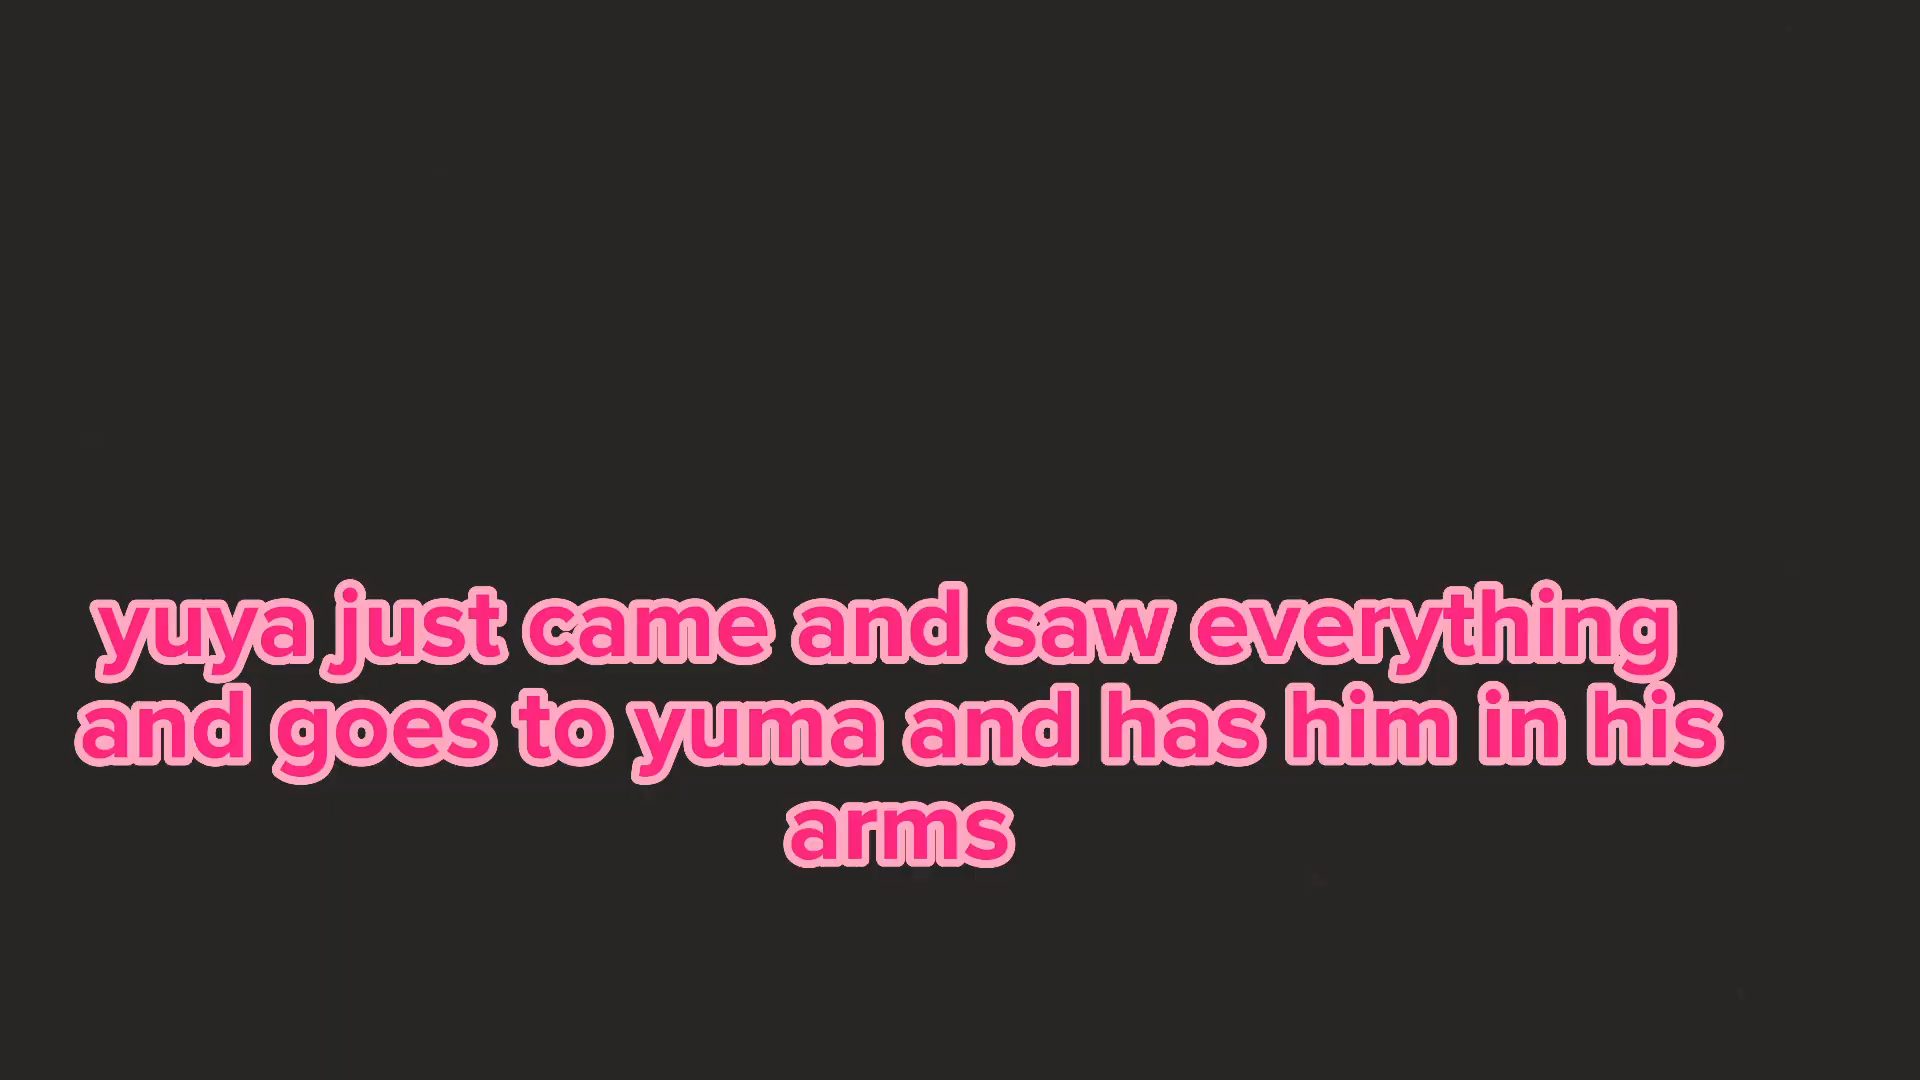 yuya just came and saw everything
and goes to yuma and has him in his
arms